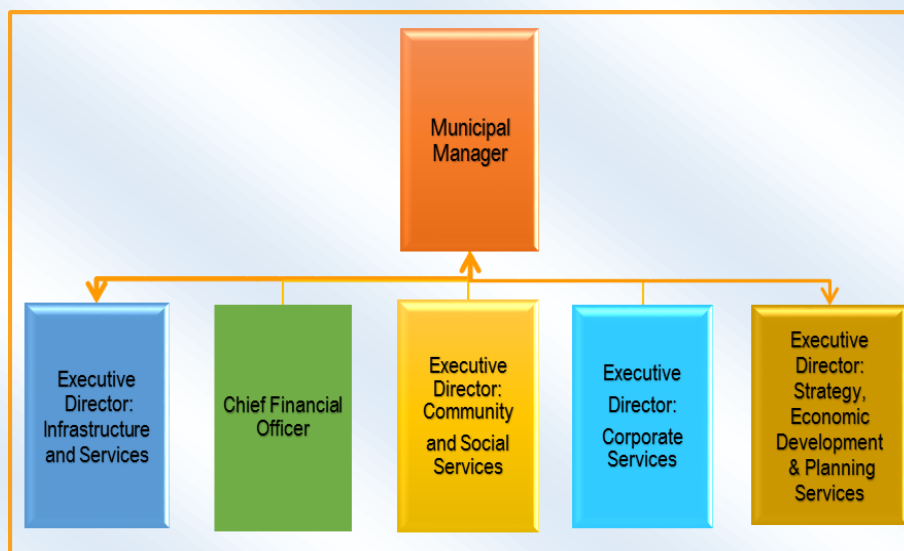 Municipal
Manager
Executive
Director:
Infrastructure
and Services
Chief Financial
Officer
Executive
Director:
Community
and Social
Services
Executive
Director:
Corporate
Services
Executive
Director:
Strategy,
Economic
Development
& Planning
Services